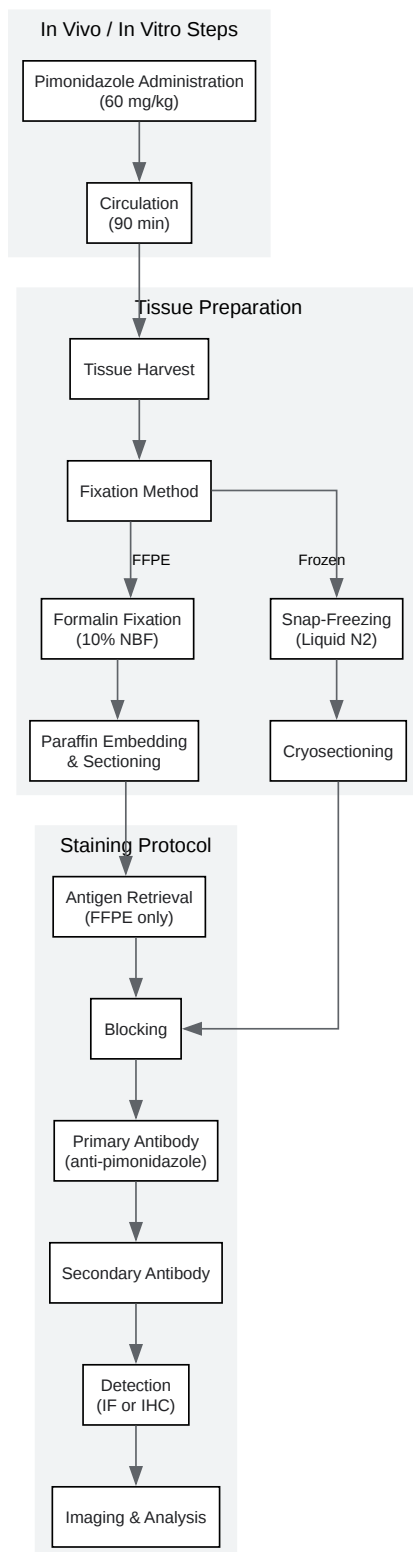 In Vivo / In Vitro Steps
Pimonidazole Administration
(60 mg/kg)
Circulation
(90 min)
Tissue Preparation
Tissue Harvest
Fixation Method
FFPE
Frozen
Formalin Fixation
(10% NBF)
Snap-Freezing
(Liquid N2)
Paraffin Embedding
& Sectioning
Cryosectioning
Staining Protocol
Antigen Retrieval
(FFPE only)
Blocking
Primary Antibody
(anti-pimonidazole)
Secondary Antibody
Detection
(IF or IHC)
Imaging & Analysis